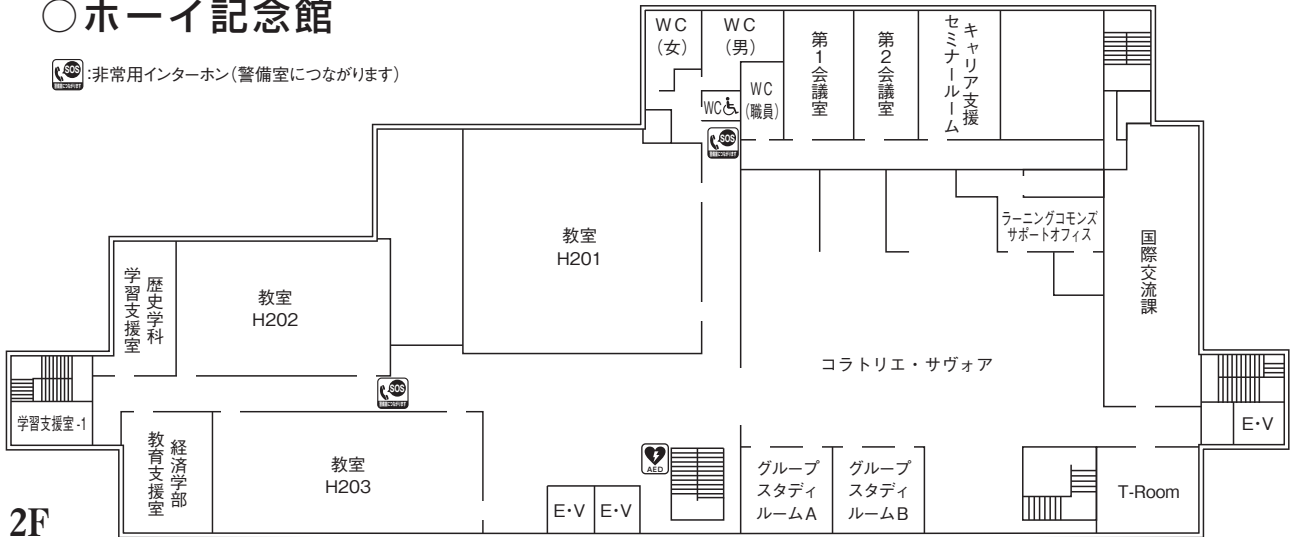 ○ホーイ記念館
SOS
:非常用インターホン(警備室につながります)
WC
(女)
WC
(男)
WC
WC
(職員)
第1会議室
第2会議室
キャリア支援
セミナールーム
SOS
教室
H201
ラーニングコモンズ
サポートオフィス
国際交流課
歴史学科
学習支援室
教室
H202
コラトリエ・サヴォア
SOS
学習支援室-1
経済学部
教育支援室
教室
H203
AED
E・V
E・V
グループ
スタディ
ルームA
グループ
スタディ
ルームB
T-Room
E・V
2F